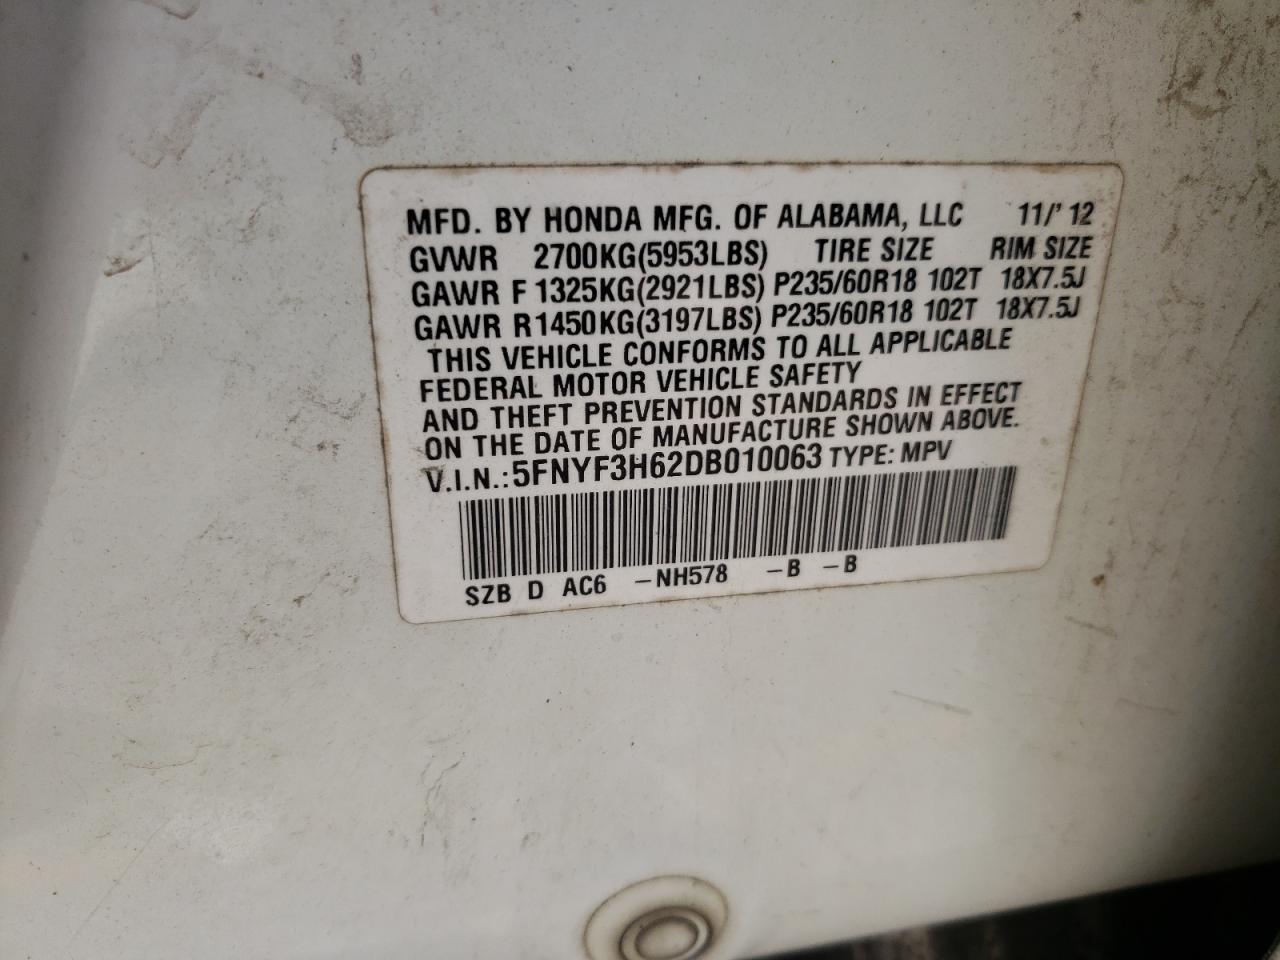 MFD. BY HONDA MFG. OF ALABAMA, LLC 11/' 12
GVWR 2700KG(5953LBS) TIRE SIZE RIM SIZE
GAWR F 1325KG(2921LBS) P235/60R18 102T 18X7.5J
GAWR R 1450KG(3197LBS) P235/60R18 102T 18X7.5J
THIS VEHICLE CONFORMS TO ALL APPLICABLE
FEDERAL MOTOR VEHICLE SAFETY
AND THEFT PREVENTION STANDARDS IN EFFECT
ON THE DATE OF MANUFACTURE SHOWN ABOVE.
V.I.N.: 5FNYF3H62DB010063 TYPE: MPV
SZB D AC6 –NH578 –B –B